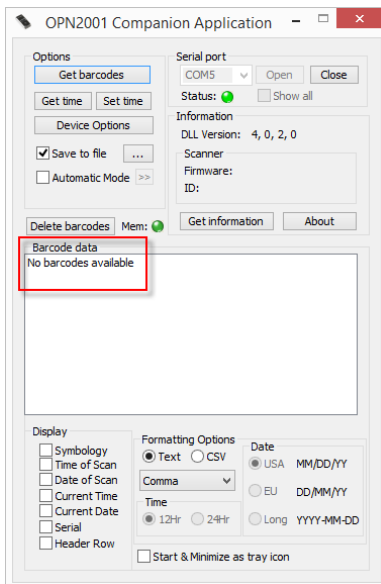 OPN2001 Companion Application
Options
Get barcodes
Get time Set time
Device Options
Save to file ...
Automatic Mode >>
Serial port
COM5 Open Close
Status: Show all
Information
DLL Version: 4, 0, 2, 0
Scanner
Firmware:
ID:
Delete barcodes Mem: Get information About
Barcode data
No barcodes available
Display
Symbology
Time of Scan
Date of Scan
Current Time
Current Date
Serial
Header Row
Formatting Options
Text CSV
Comma
Time
12Hr 24Hr
Date
USA MM/DD/YY
EU DD/MM/YY
Long YYYY-MM-DD
Start & Minimize as tray icon